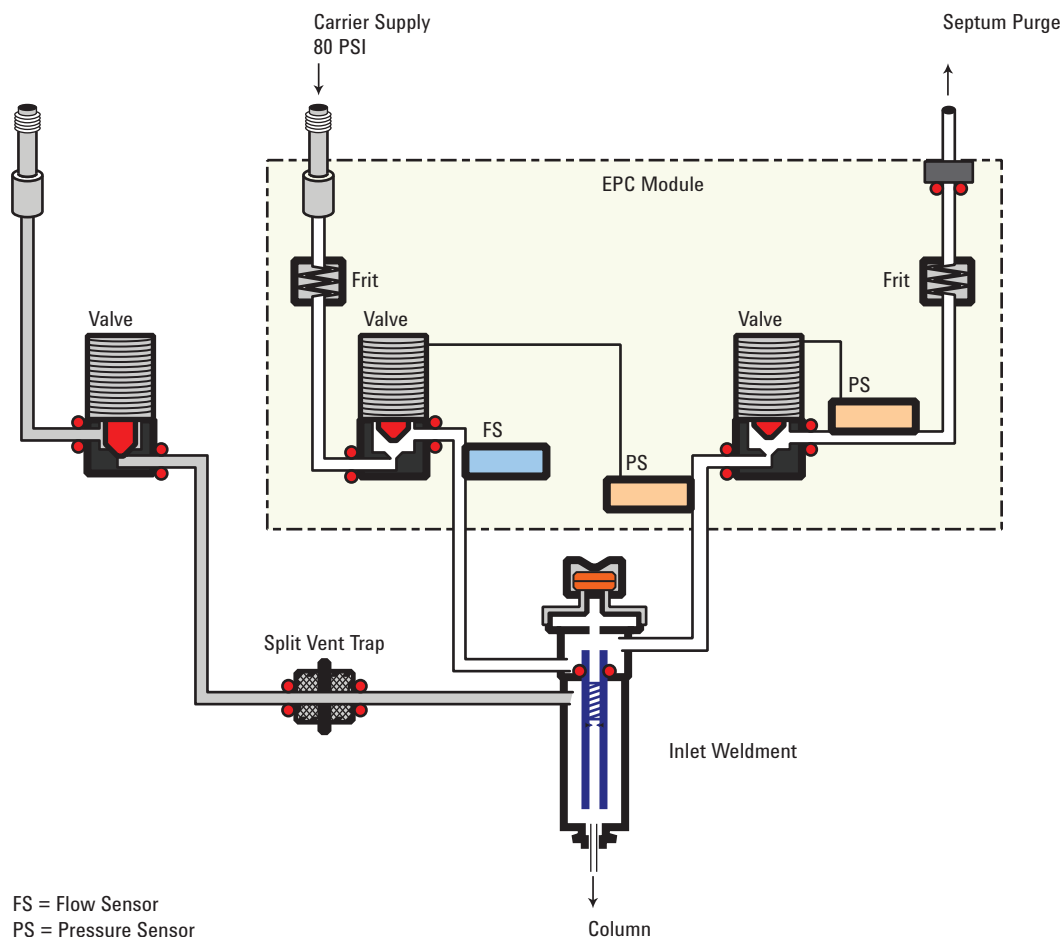 Carrier Supply
80 PSI
Septum Purge
EPC Module
Frit
Frit
Valve
Valve
Valve
PS
FS
PS
Split Vent Trap
Inlet Weldment
FS = Flow Sensor
PS = Pressure Sensor
Column